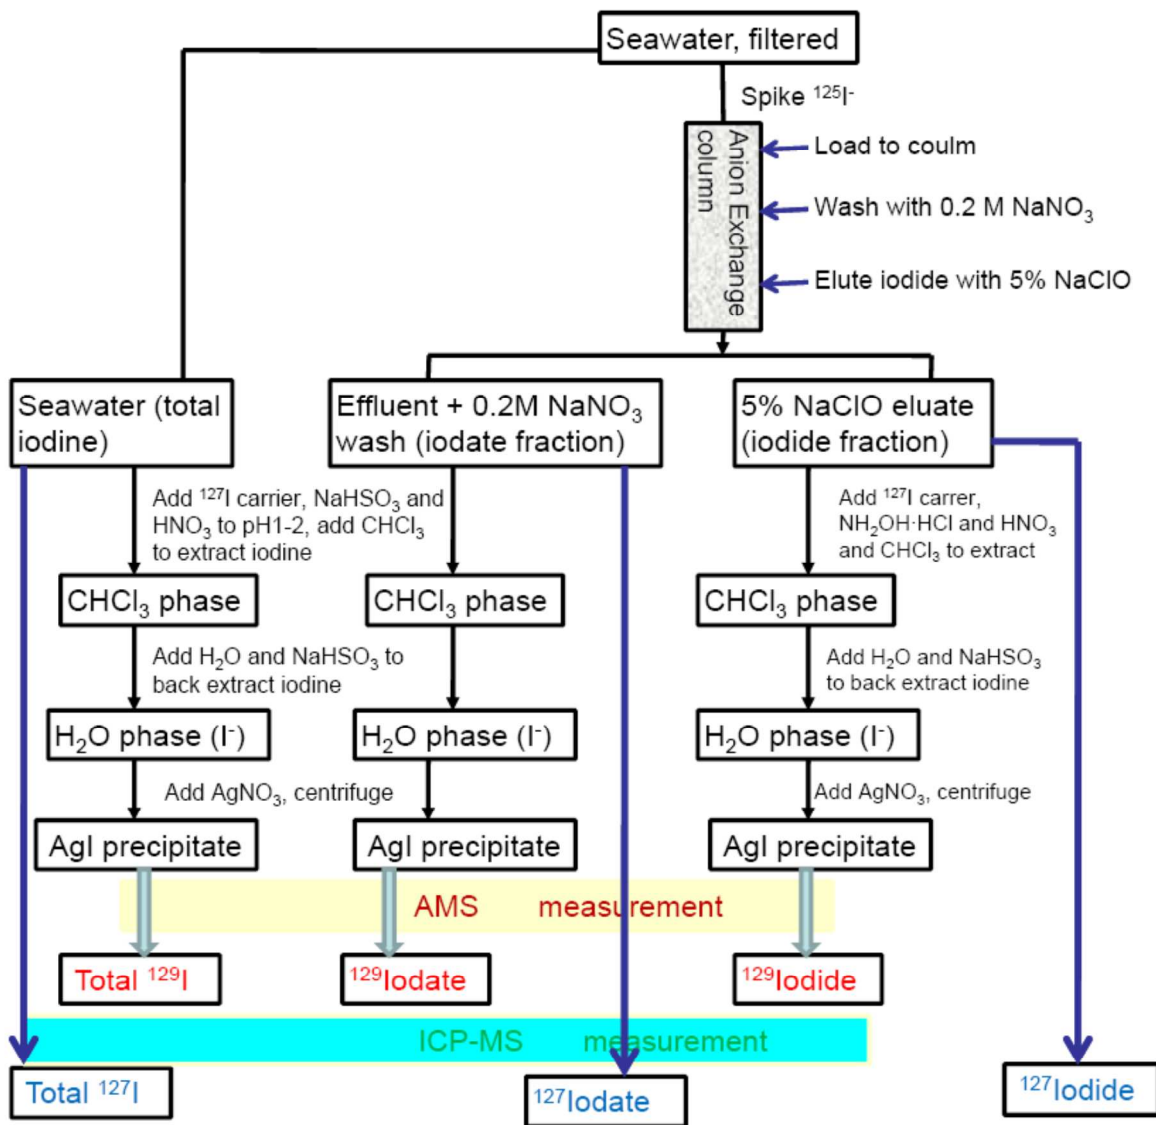 Seawater, filtered
Spike ¹²⁵I⁻
Anion Exchange
column
Load to coulm
Wash with 0.2 M NaNO₃
Elute iodide with 5% NaClO
Seawater (total
iodine)
Effluent + 0.2M NaNO₃
wash (iodate fraction)
5% NaClO eluate
(iodide fraction)
Add ¹²⁷I carrier, NaHSO₃ and
HNO₃ to pH1-2, add CHCl₃
to extract iodine
Add ¹²⁷I carrer,
NH₂OH·HCl and HNO₃
and CHCl₃ to extract
CHCl₃ phase
CHCl₃ phase
CHCl₃ phase
Add H₂O and NaHSO₃ to
back extract iodine
Add H₂O and NaHSO₃
to back extract iodine
H₂O phase (I⁻)
H₂O phase (I⁻)
H₂O phase (I⁻)
Add AgNO₃, centrifuge
Add AgNO₃, centrifuge
AgI precipitate
AgI precipitate
AgI precipitate
AMS measurement
Total ¹²⁹I
¹²⁹Iodate
¹²⁹Iodide
ICP-MS measurement
Total ¹²⁷I
¹²⁷Iodate
¹²⁷Iodide